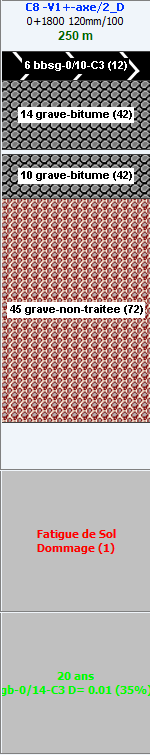 C8 -V1+-axe/2_D
0+1800 120mm/100
250 m
6 bbsg-0/10-C3 (12)
14 grave-bitume (42)
10 grave-bitume (42)
45 grave-non-traitee (72)
Fatigue de Sol
Dommage (1)
20 ans
gb-0/14-C3 D= 0.01 (35%)